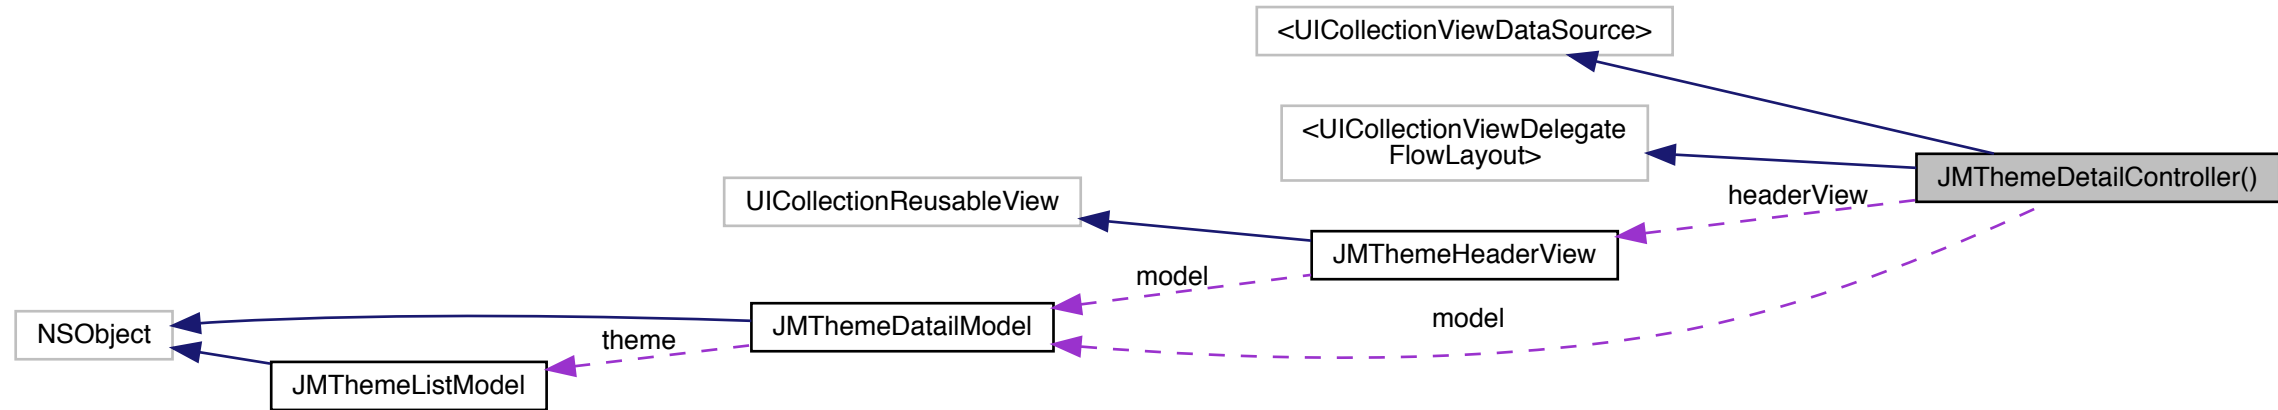 <UICollectionViewDataSource>
<UICollectionViewDelegate
FlowLayout>
JMThemeDetailController()
headerView
UICollectionReusableView
JMThemeHeaderView
model
model
NSObject
JMThemeDatailModel
theme
JMThemeListModel